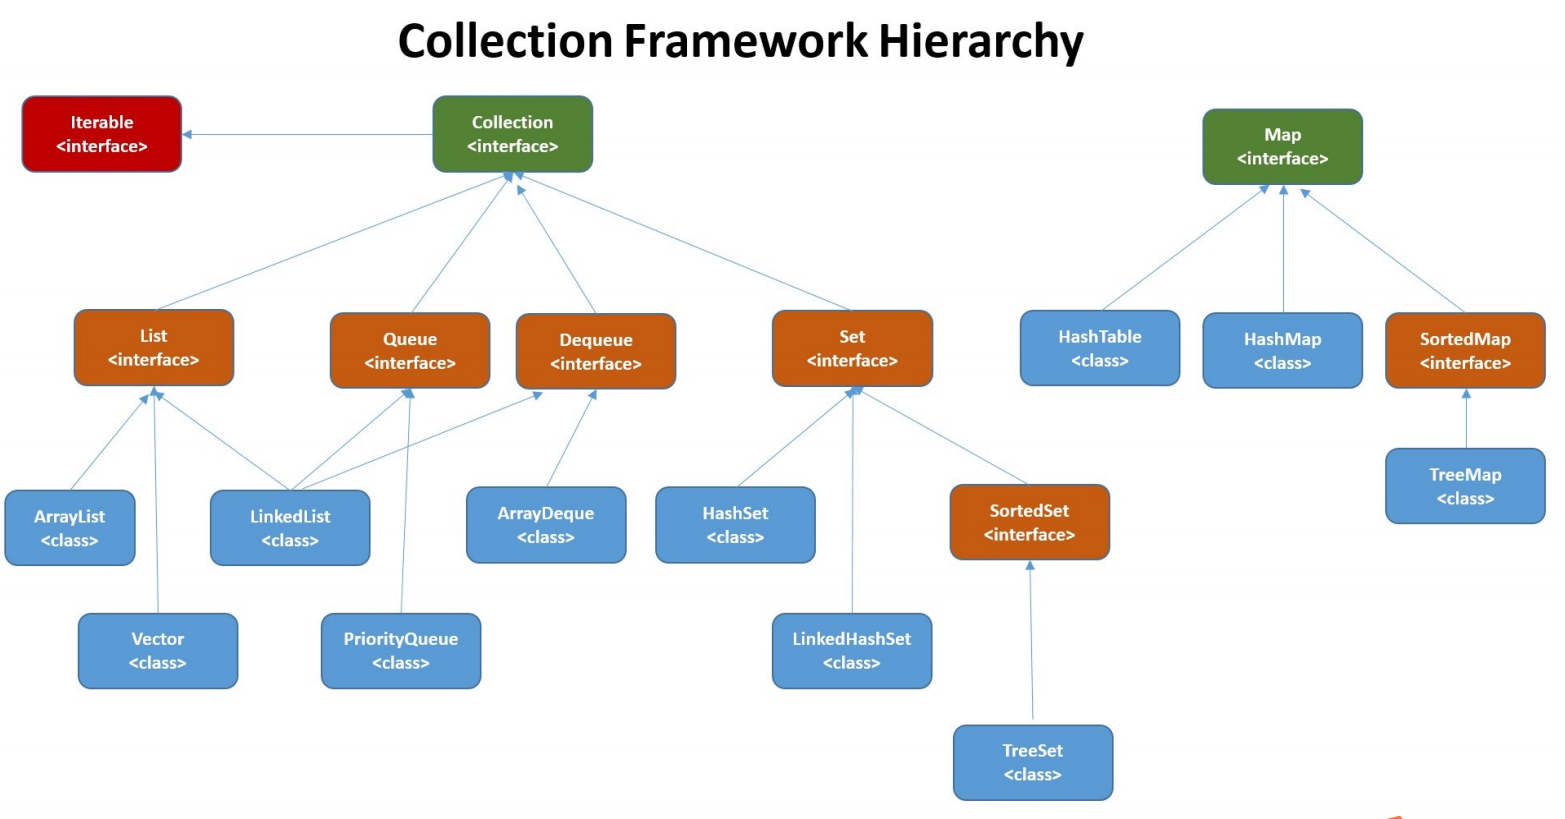 Collection Framework Hierarchy
Iterable
<interface>
Collection
<interface>
Map
<interface>
List
<interface>
Queue
<interface>
Dequeue
<interface>
Set
<interface>
HashTable
<class>
HashMap
<class>
SortedMap
<interface>
ArrayList
<class>
LinkedList
<class>
ArrayDeque
<class>
HashSet
<class>
SortedSet
<interface>
TreeMap
<class>
Vector
<class>
PriorityQueue
<class>
LinkedHashSet
<class>
TreeSet
<class>